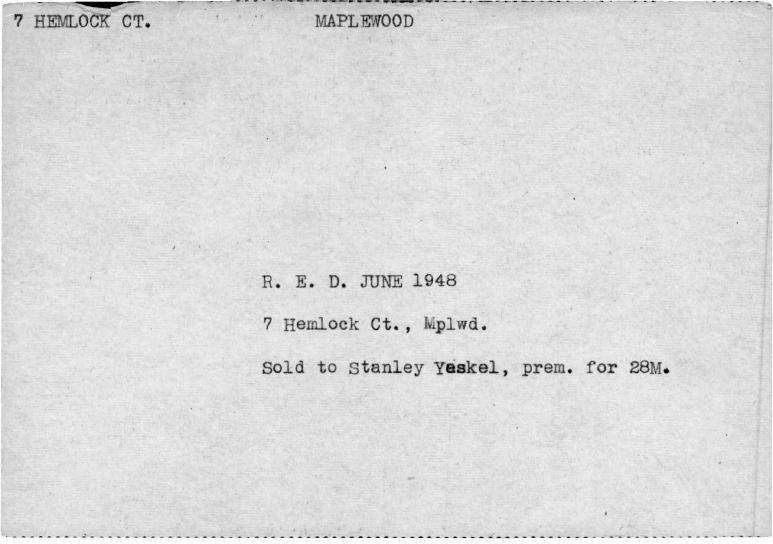 7 HEMLOCK CT. MAPLEWOOD
R. E. D. JUNE 1948
7 Hemlock Ct., Mplwd.
Sold to Stanley Yeskel, prem. for 28M.